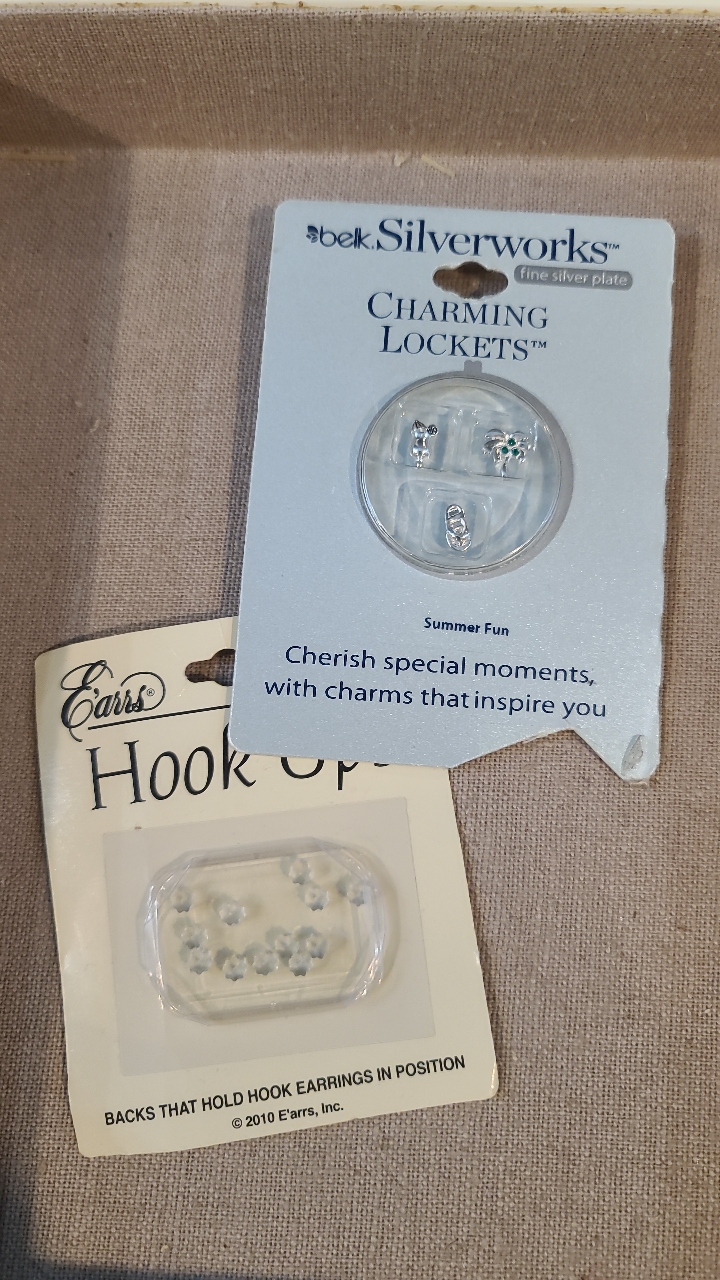 belk. Silverworks™
fine silver plate
CHARMING
LOCKETS™
Summer Fun
Cherish special moments,
with charms that inspire you
E'arrs®
Hook Up
BACKS THAT HOLD HOOK EARRINGS IN POSITION
© 2010 E'arrs, Inc.